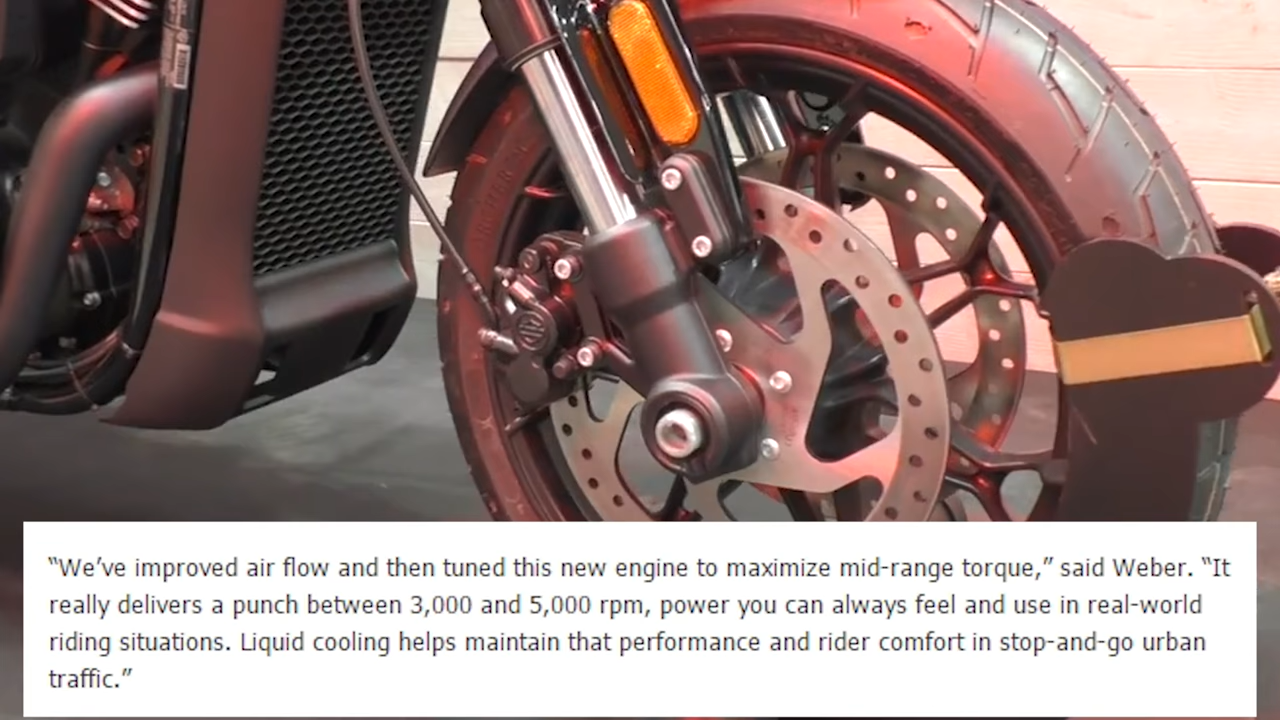 “We’ve improved air flow and then tuned this new engine to maximize mid-range torque,” said Weber. “It
really delivers a punch between 3,000 and 5,000 rpm, power you can always feel and use in real-world
riding situations. Liquid cooling helps maintain that performance and rider comfort in stop-and-go urban
traffic.”